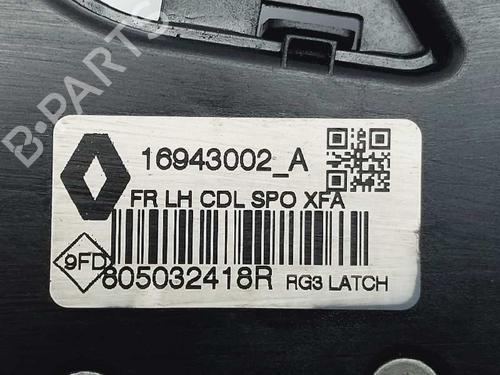 B-PARTS
16943002_A
FR LH CDL SPO XFA
9FD
805032418R RG3 LATCH